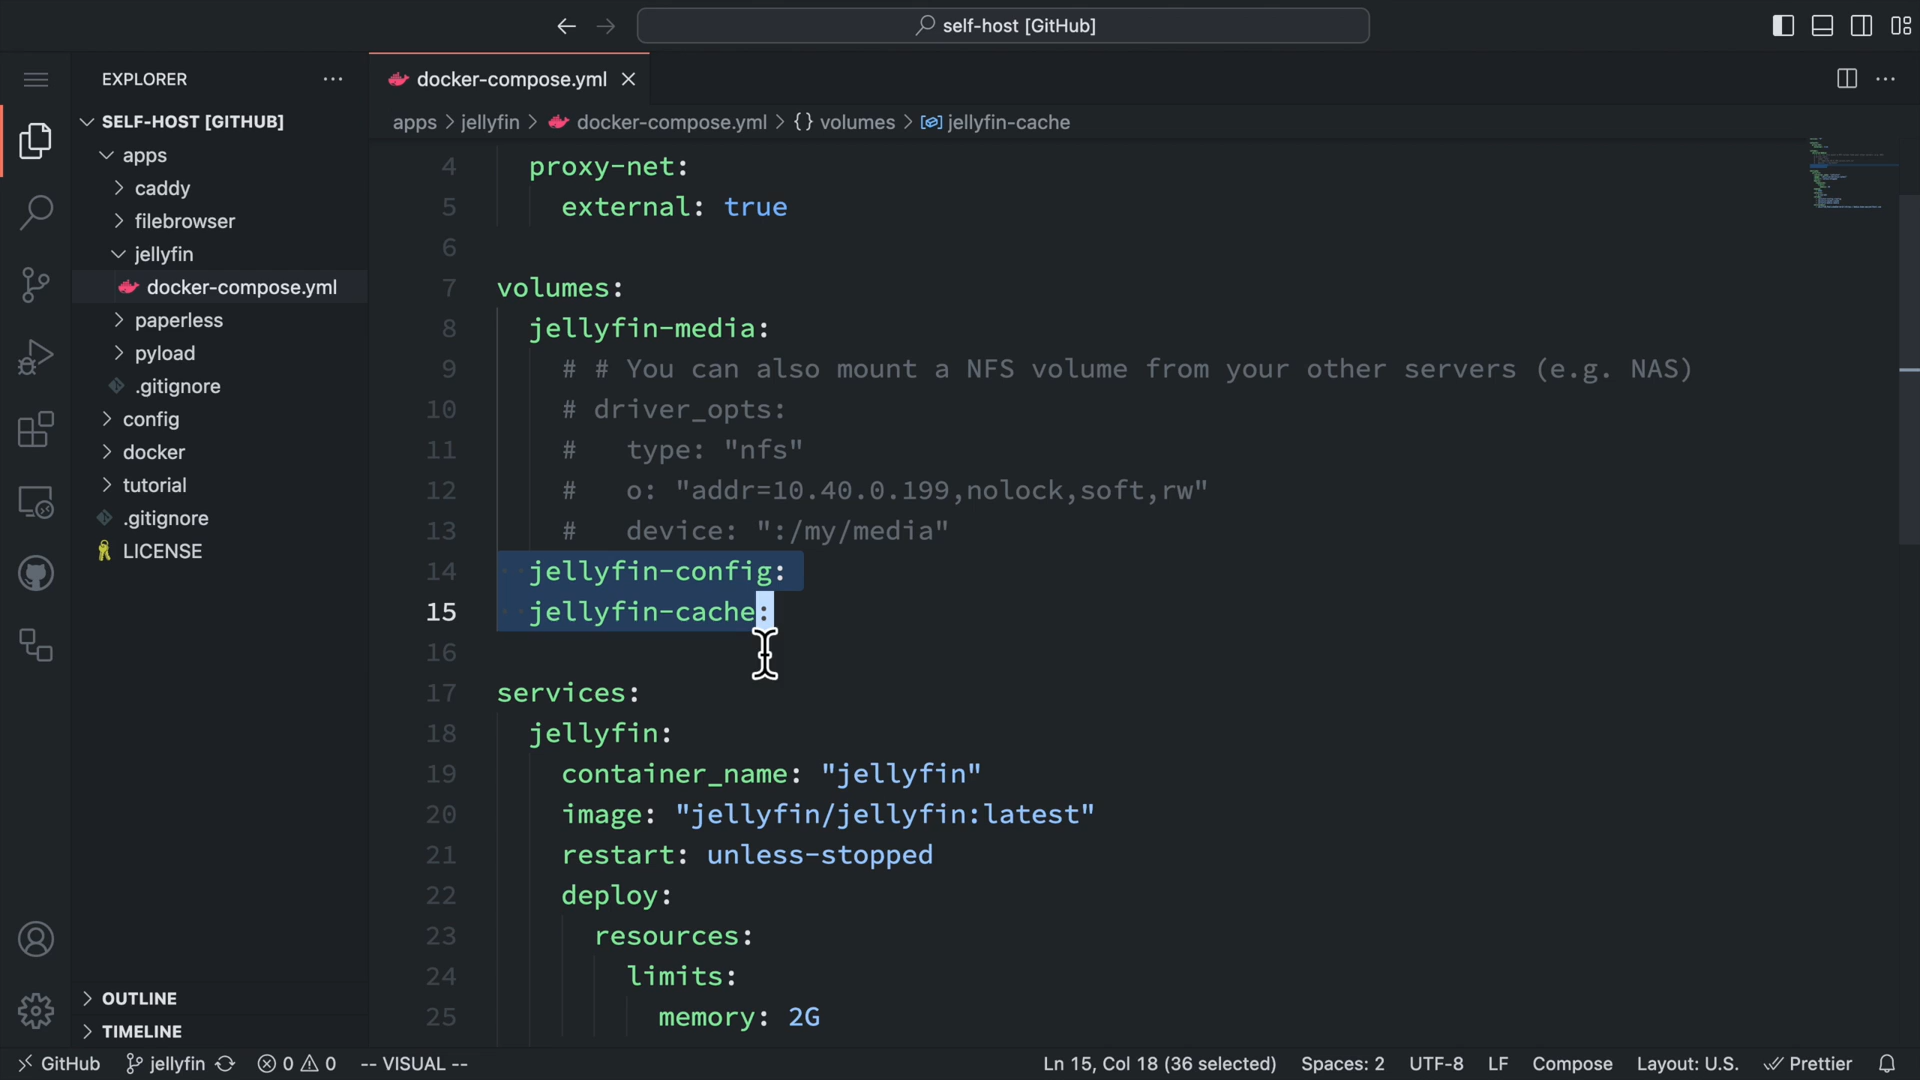 self-host [GitHub]
EXPLORER
SELF-HOST [GITHUB]
apps
caddy
filebrowser
jellyfin
docker-compose.yml
paperless
pyload
.gitignore
config
docker
tutorial
.gitignore
LICENSE
OUTLINE
TIMELINE
docker-compose.yml
apps > jellyfin > docker-compose.yml > {} volumes > jellyfin-cache
4 proxy-net:
5 external: true
6
7 volumes:
8 jellyfin-media:
9 # # You can also mount a NFS volume from your other servers (e.g. NAS)
10 # driver_opts:
11 # type: "nfs"
12 # o: "addr=10.40.0.199,nolock,soft,rw"
13 # device: ":/my/media"
14 jellyfin-config:
15 jellyfin-cache:
16
17 services:
18 jellyfin:
19 container_name: "jellyfin"
20 image: "jellyfin/jellyfin:latest"
21 restart: unless-stopped
22 deploy:
23 resources:
24 limits:
25 memory: 2G
GitHub jellyfin 0 0 -- VISUAL -- Ln 15, Col 18 (36 selected) Spaces: 2 UTF-8 LF Compose Layout: U.S. Prettier